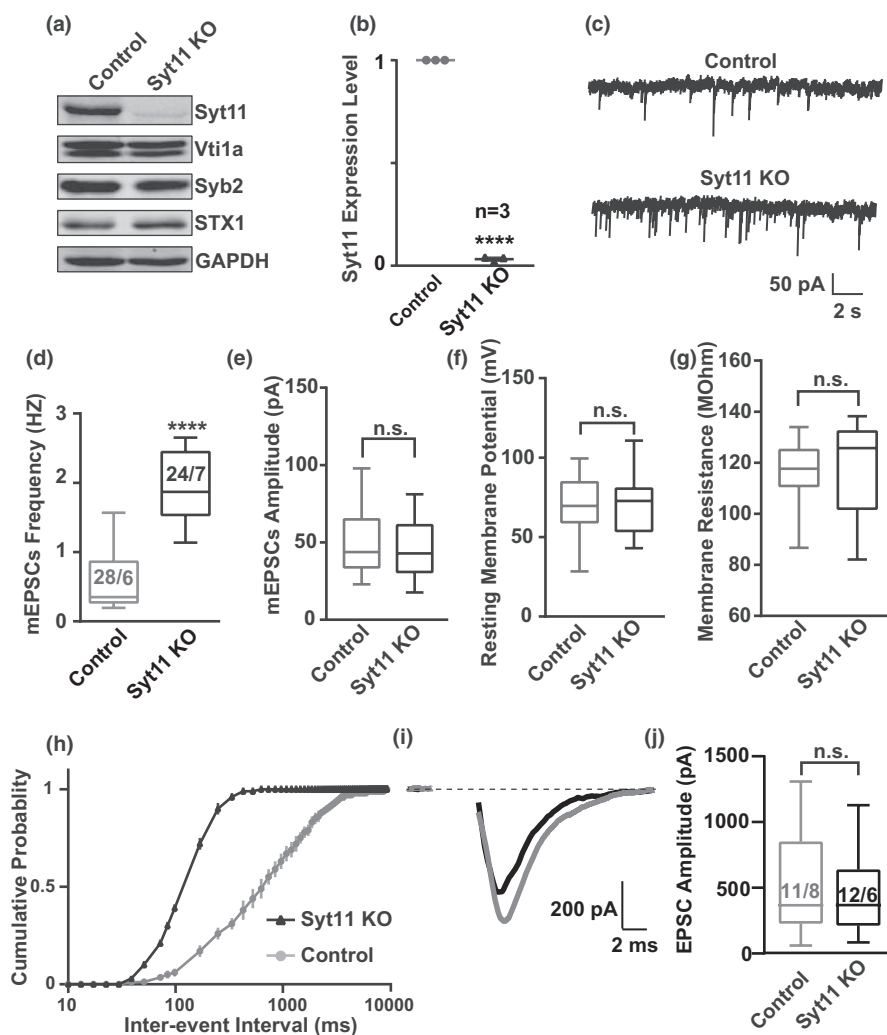 (a)
Control
Syt11 KO
Syt11
Vti1a
Syb2
STX1
GAPDH
(b)
Syt11 Expression Level
1
0
n=3
****
Control
Syt11 KO
(c)
Control
Syt11 KO
50 pA
2 s
(d)
mEPSCs Frequency (HZ)
3
2
1
0
****
28/6
24/7
Control
Syt11 KO
(e)
mEPSCs Amplitude (pA)
150
100
50
0
n.s.
Control
Syt11 KO
(f)
Resting Membrane Potential (mV)
150
100
50
0
n.s.
Control
Syt11 KO
(g)
Membrane Resistance (MOhm)
160
140
120
100
80
60
n.s.
Control
Syt11 KO
(h)
Cumulative Probablity
1
0.5
0
10
100
1000
10000
Inter-event Interval (ms)
Syt11 KO
Control
(i)
200 pA
2 ms
(j)
EPSC Amplitude (pA)
1500
1000
500
0
n.s.
11/8
12/6
Control
Syt11 KO